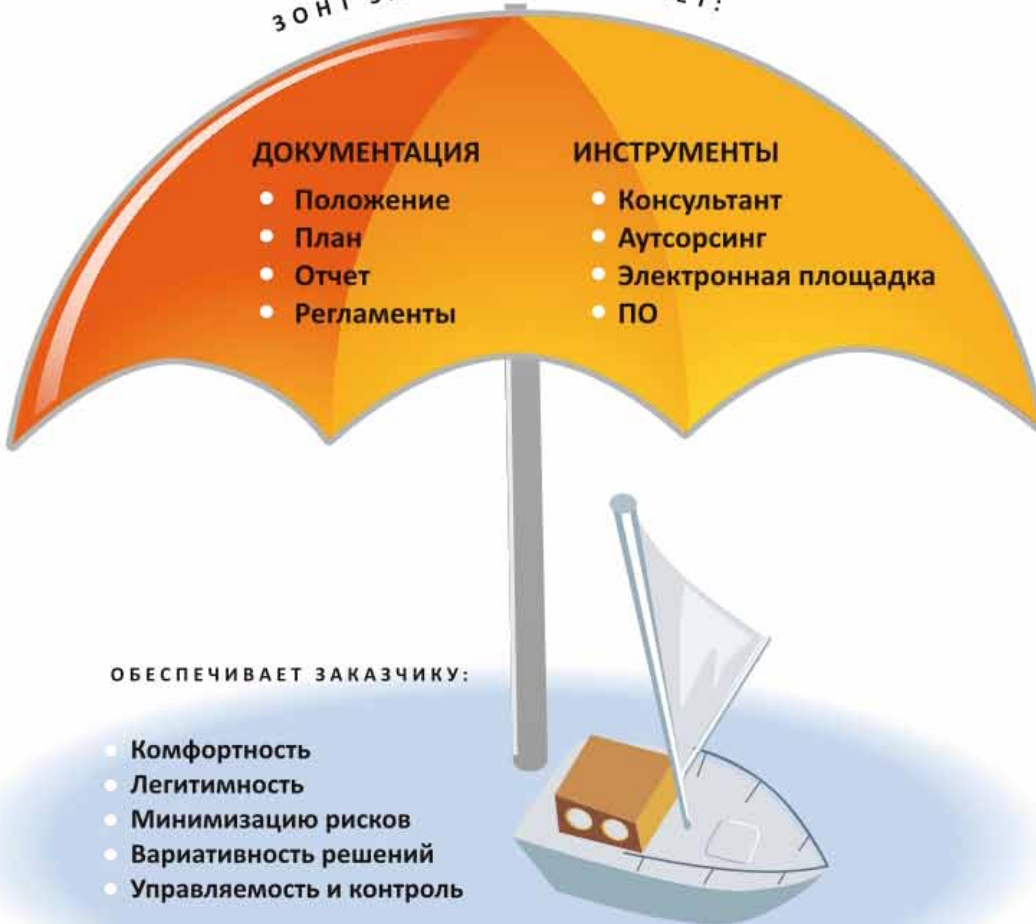 ЗОНТ
ДОКУМЕНТАЦИЯ
Положение
План
Отчет
Регламенты
ИНСТРУМЕНТЫ
Консультант
Аутсорсинг
Электронная площадка
ПО
ОБЕСПЕЧИВАЕТ ЗАКАЗЧИКУ:
Комфортность
Легитимность
Минимизацию рисков
Вариативность решений
Управляемость и контроль